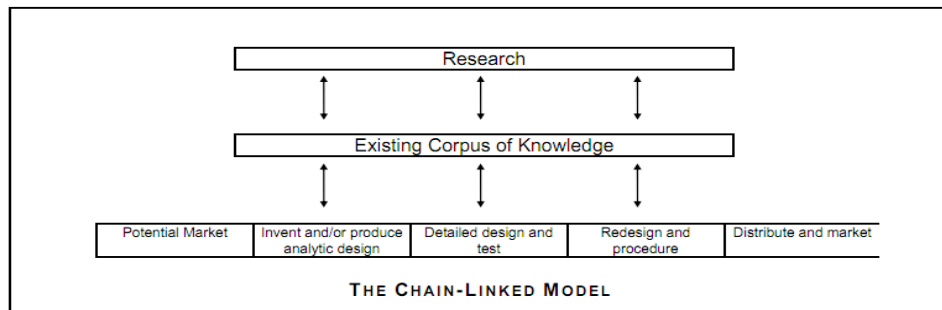 Research
Existing Corpus of Knowledge
Potential Market
Invent and/or produce
analytic design
Detailed design and
test
Redesign and
procedure
Distribute and market
THE CHAIN-LINKED MODEL